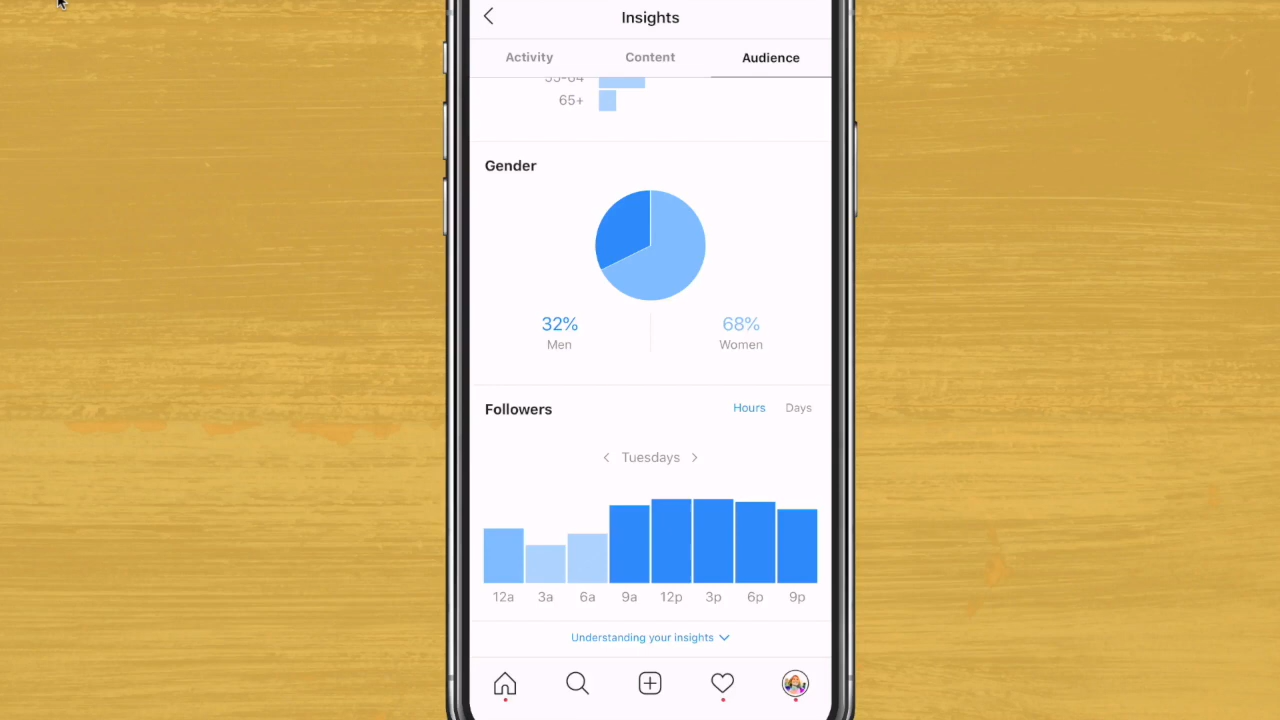 Insights
Activity Content Audience
65+
Gender
32% 68%
Men Women
Followers Hours Days
Tuesdays
12a 3a 6a 9a 12p 3p 6p 9p
Understanding your insights